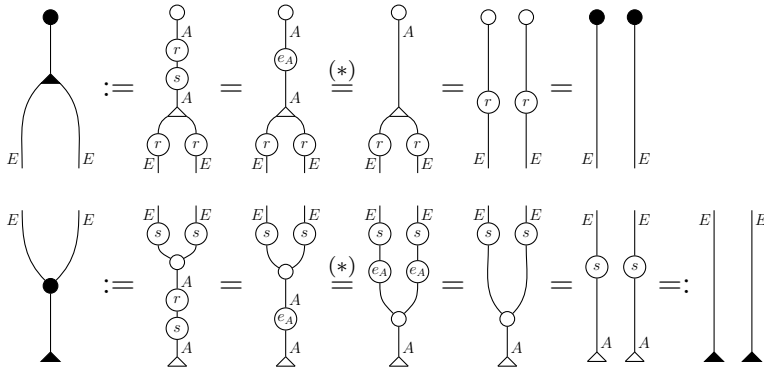 A A (*) A
r
s e_A
:= = = = =
A A
r r r r r r r r
E E E E E E E E E E
E E E E E E E E E E E E
s s s s s s s s
:= = (*) = = = =:
e_A e_A s s
A A
r
s e_A
A A A A A